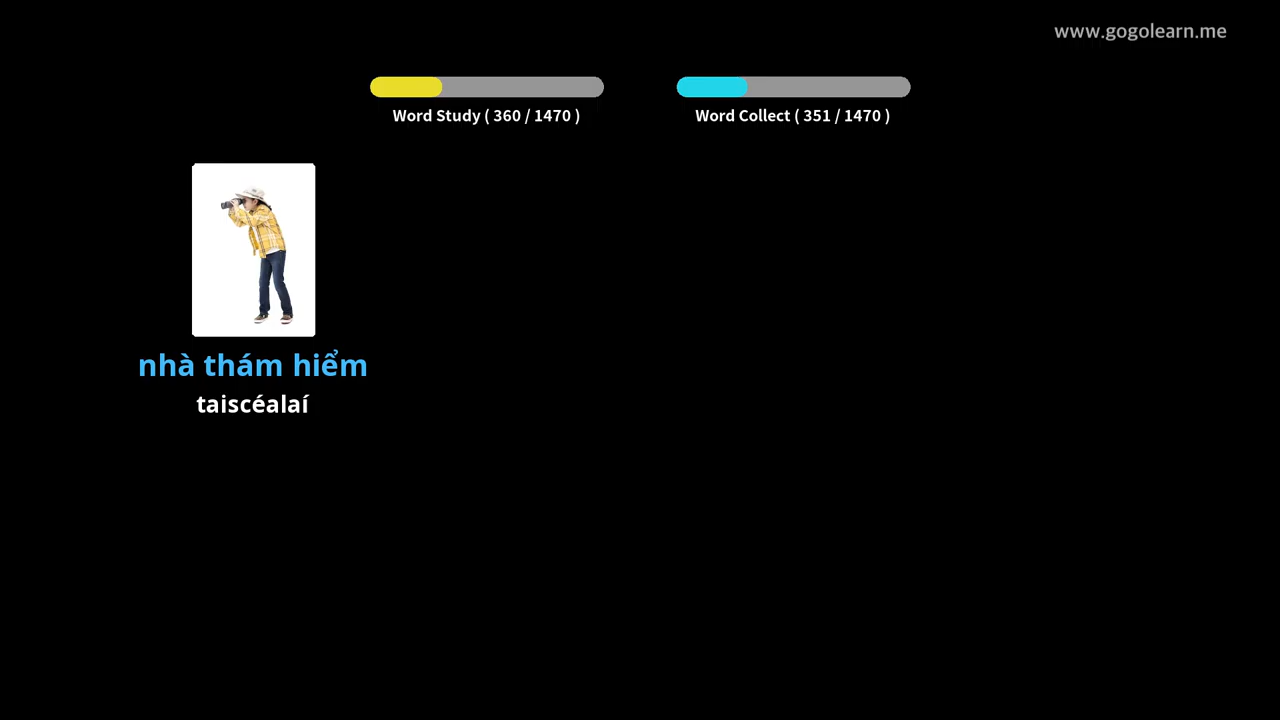 www.gogolearn.me
Word Study ( 360 / 1470 )
Word Collect ( 351 / 1470 )
nhà thám hiểm
taiscéalaí